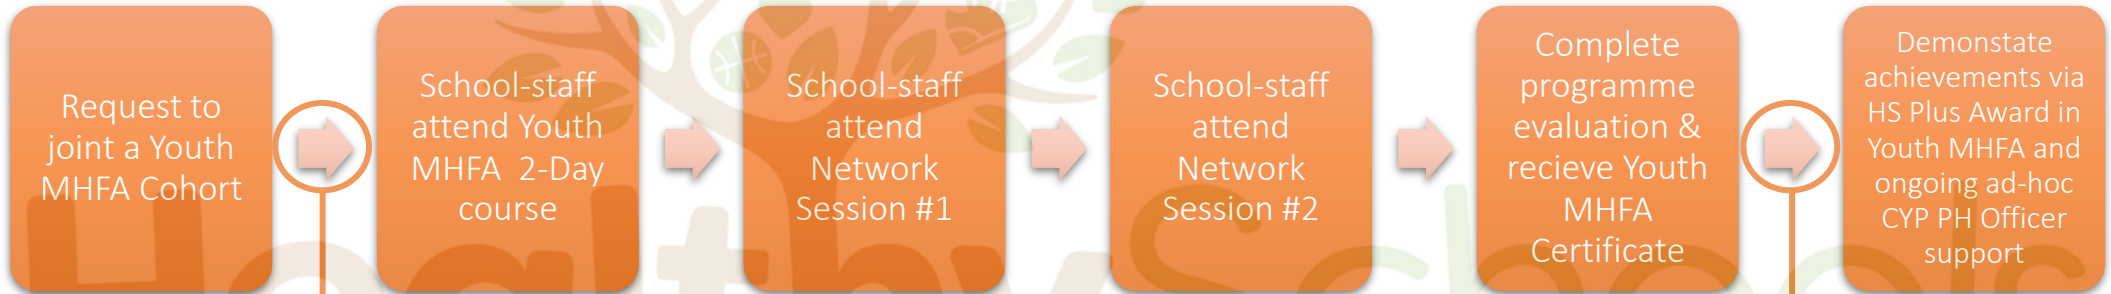 Request to
joint a Youth
MHFA Cohort
School-staff
attend Youth
MHFA 2-Day
course
School-staff
attend
Network
Session #1
School-staff
attend
Network
Session #2
Complete
programme
evaluation &
recieve Youth
MHFA
Certificate
Demonstate
achievements via
HS Plus Award in
Youth MHFA and
ongoing ad-hoc
CYP PH Officer
support
Healthy Schools